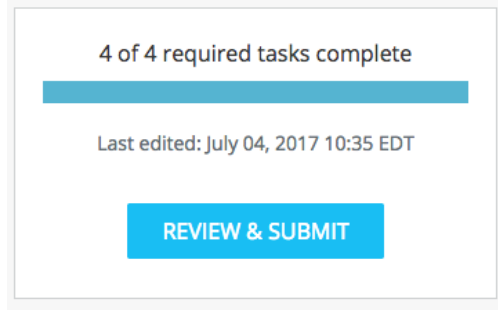 4 of 4 required tasks complete
Last edited: July 04, 2017 10:35 EDT
REVIEW & SUBMIT